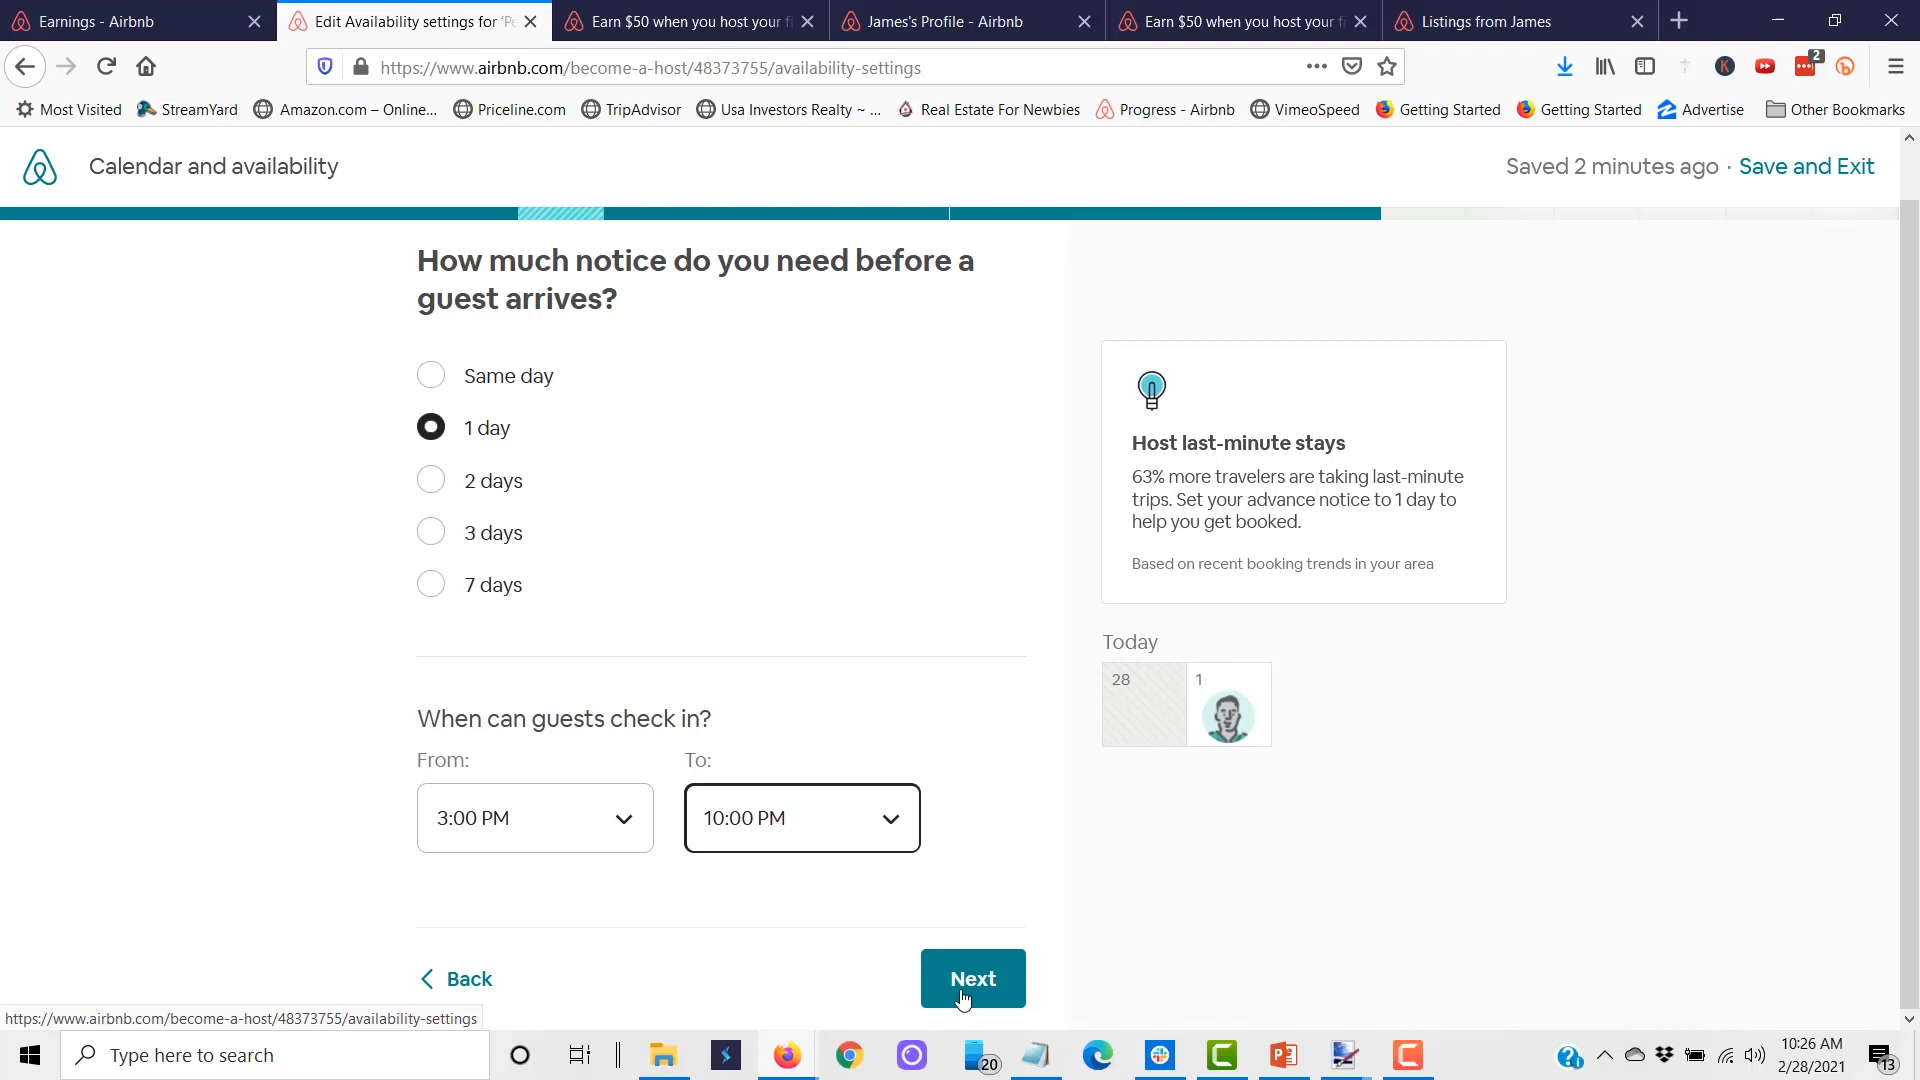 Earnings - Airbnb
Edit Availability settings for 'Pe
Earn $50 when you host your fi
James's Profile - Airbnb
Earn $50 when you host your fi
Listings from James
https://www.airbnb.com/become-a-host/48373755/availability-settings
2
Most Visited
StreamYard
Amazon.com – Online...
Priceline.com
TripAdvisor
Usa Investors Realty ~ ...
Real Estate For Newbies
Progress - Airbnb
VimeoSpeed
Getting Started
Getting Started
Advertise
Other Bookmarks
Calendar and availability
Saved 2 minutes ago · Save and Exit
How much notice do you need before a
guest arrives?
Same day
1 day
2 days
3 days
7 days
Host last-minute stays
63% more travelers are taking last-minute
trips. Set your advance notice to 1 day to
help you get booked.
Based on recent booking trends in your area
Today
28
1
When can guests check in?
From:
To:
3:00 PM
10:00 PM
Back
Next
https://www.airbnb.com/become-a-host/48373755/availability-settings
Type here to search
20
10:26 AM
2/28/2021
13